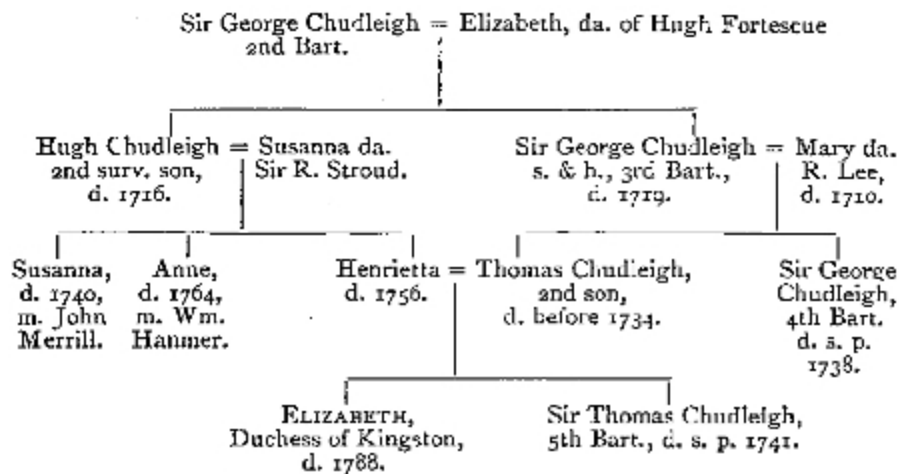 Sir George Chudleigh = Elizabeth, da. of Hugh Fortescue
2nd Bart.
Hugh Chudleigh = Susanna da.
2nd surv. son, Sir R. Stroud.
d. 1716.
Sir George Chudleigh = Mary da.
s. & h., 3rd Bart., R. Lee,
d. 1719. d. 1710.
Susanna,
d. 1740,
m. John
Merrill.
Anne,
d. 1764,
m. Wm.
Hanmer.
Henrietta = Thomas Chudleigh,
d. 1756. 2nd son,
d. before 1734.
Sir George
Chudleigh,
4th Bart.
d. s. p.
1738.
ELIZABETH,
Duchess of Kingston,
d. 1788.
Sir Thomas Chudleigh,
5th Bart., d. s. p. 1741.